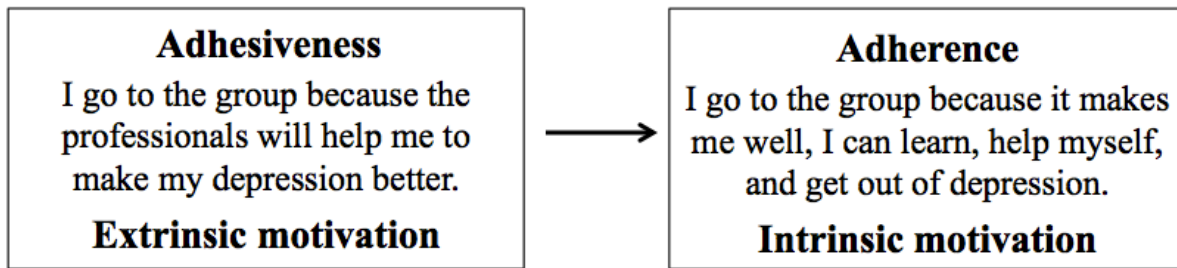 Adhesiveness
I go to the group because the
professionals will help me to
make my depression better.
Extrinsic motivation
Adherence
I go to the group because it makes
me well, I can learn, help myself,
and get out of depression.
Intrinsic motivation